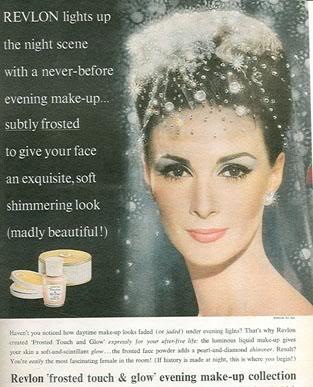 REVLON lights up
the night scene
with a never-before
evening make-up...
subtly frosted
to give your face
an exquisite, soft
shimmering look
(madly beautiful!)
Haven't you noticed how daytime make-up looks faded (or jaded) under evening lights? That's why Revlon
created 'Frosted Touch and Glow' expressly for your after-five life: the luminous liquid make-up gives
your skin a soft-and-scintillant glow... the frosted face powder adds a pearl-and-diamond shimmer. Result?
You're easily the most fascinating female in the room! (If history is made at night, this is where you begin!)
Revlon 'frosted touch & glow' evening make-up collection